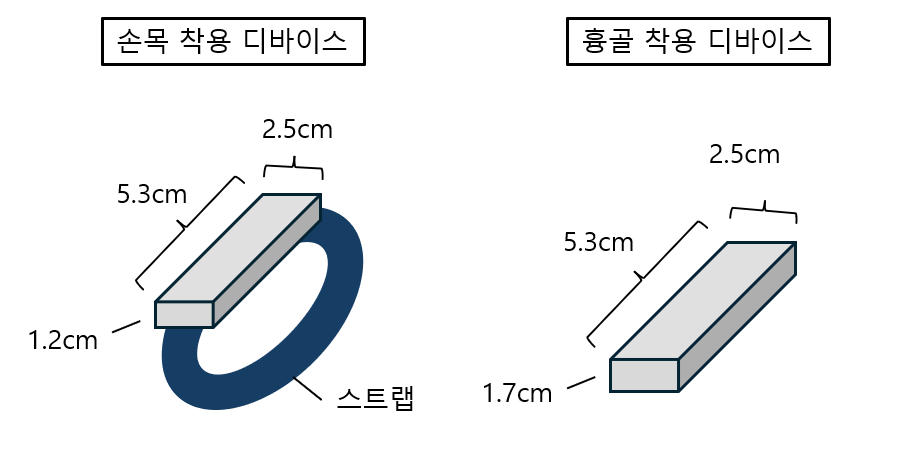 손목 착용 디바이스
흉골 착용 디바이스
2.5cm
5.3cm
1.2cm
스트랩
2.5cm
5.3cm
1.7cm